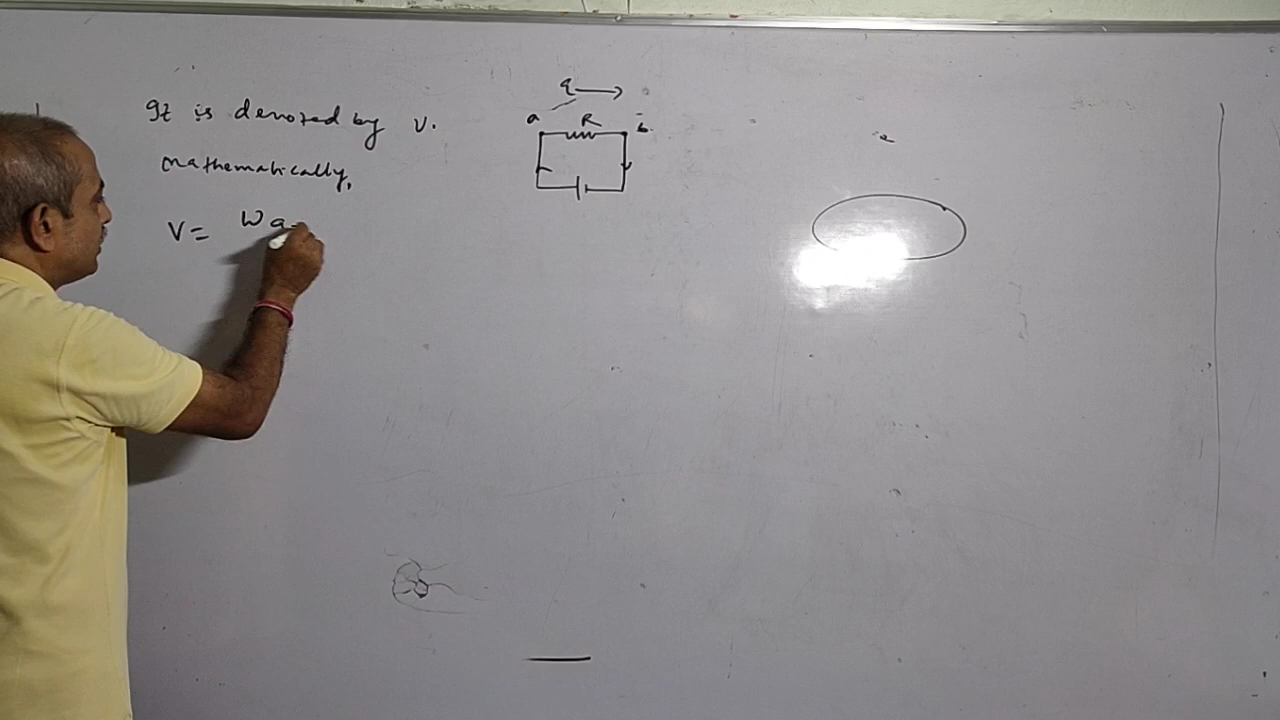 It is denoted by V.
mathematically,
V = Wa
q
a R b
e